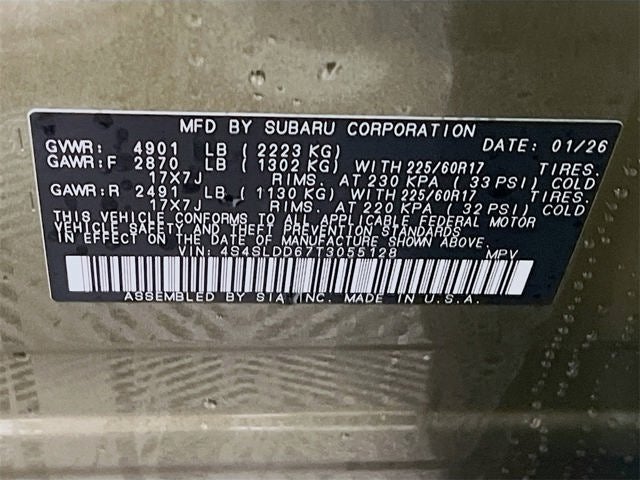 MFD BY SUBARU CORPORATION DATE: 01/26
GVWR: 4901 LB (2223 KG)
GAWR:F 2870 LB (1302 KG) WITH 225/60R17 TIRES.
17X7J RIMS. AT 230 KPA (33 PSI) COLD
GAWR:R 2491 LB (1130 KG) WITH 225/60R17 TIRES.
17X7J RIMS. AT 220 KPA (32 PSI) COLD
THIS VEHICLE CONFORMS TO ALL APPLICABLE FEDERAL MOTOR
VEHICLE SAFETY AND THEFT PREVENTION STANDARDS
IN EFFECT ON THE DATE OF MANUFACTURE SHOWN ABOVE.
VIN: 4S4SLDD67T3055128 MPV
ASSEMBLED BY SIA, INC. MADE IN U.S.A.